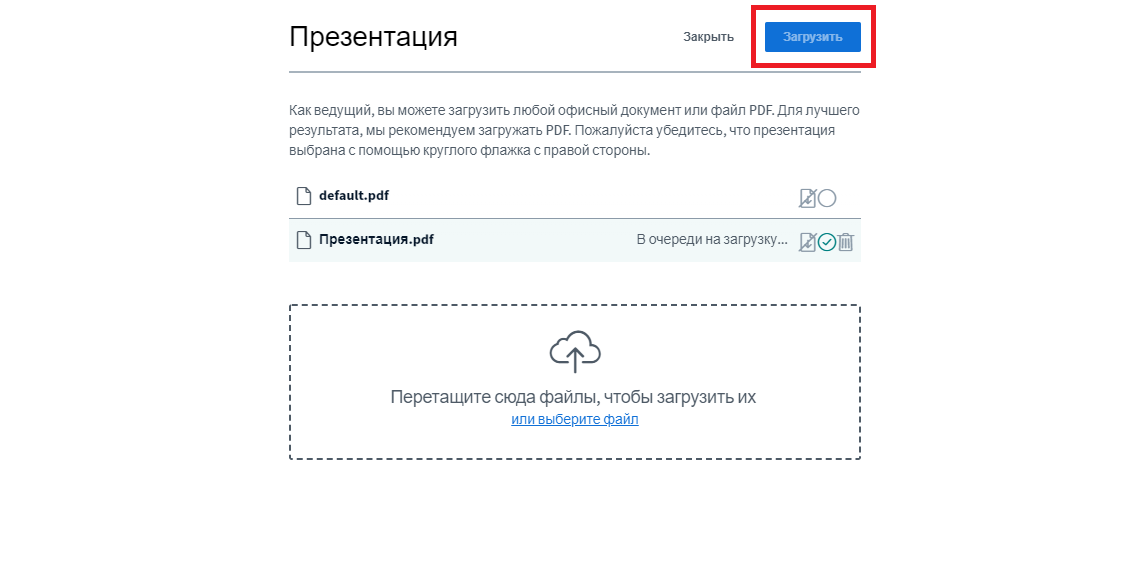 Презентация
Закрыть
Загрузить
Как ведущий, вы можете загрузить любой офисный документ или файл PDF. Для лучшего
результата, мы рекомендуем загружать PDF. Пожалуйста убедитесь, что презентация
выбрана с помощью круглого флажка с правой стороны.
default.pdf
Презентация.pdf
В очереди на загрузку...
Перетащите сюда файлы, чтобы загрузить их
или выберите файл